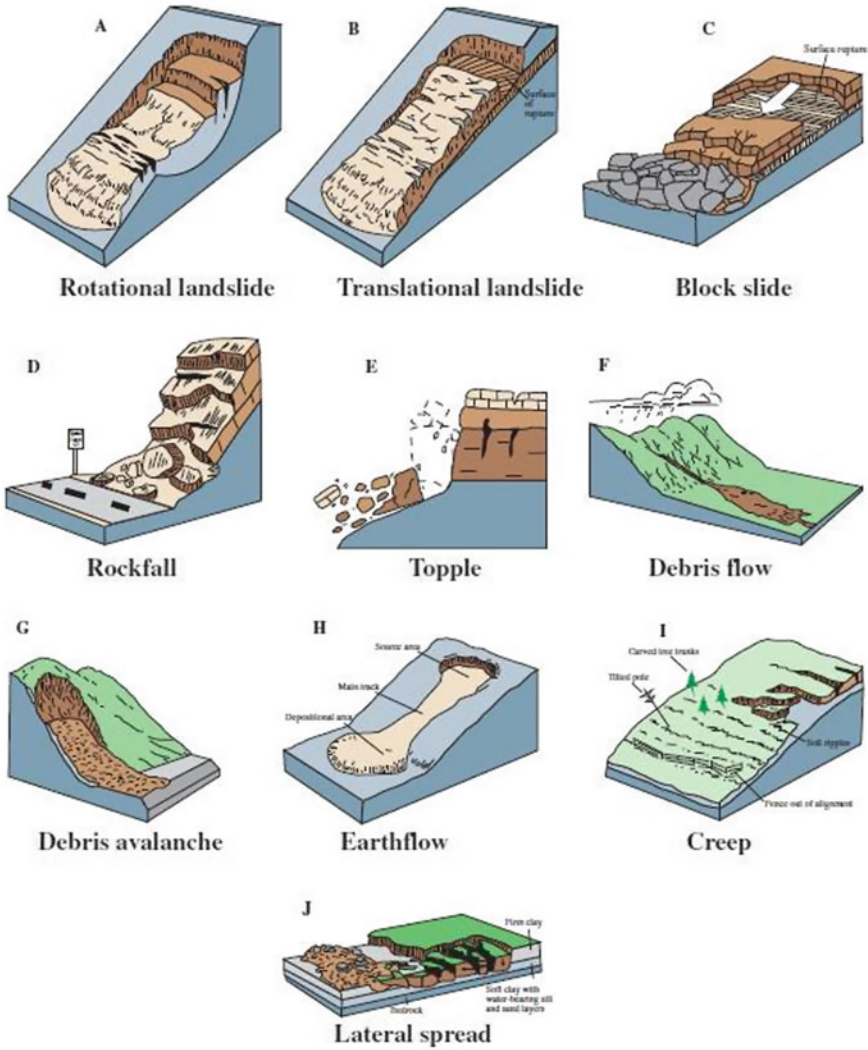 A
B
C
Surface rupture
Surface
of
rupture
Rotational landslide
Translational landslide
Block slide
D
E
F
Rockfall
Topple
Debris flow
G
H
I
Source area
Main track
Depositional area
Curved tree trunks
Tilted pole
Soil ripples
Fence out of alignment
Debris avalanche
Earthflow
Creep
J
Firm clay
Soft clay with
water-bearing silt
and sand layers
Bedrock
Lateral spread